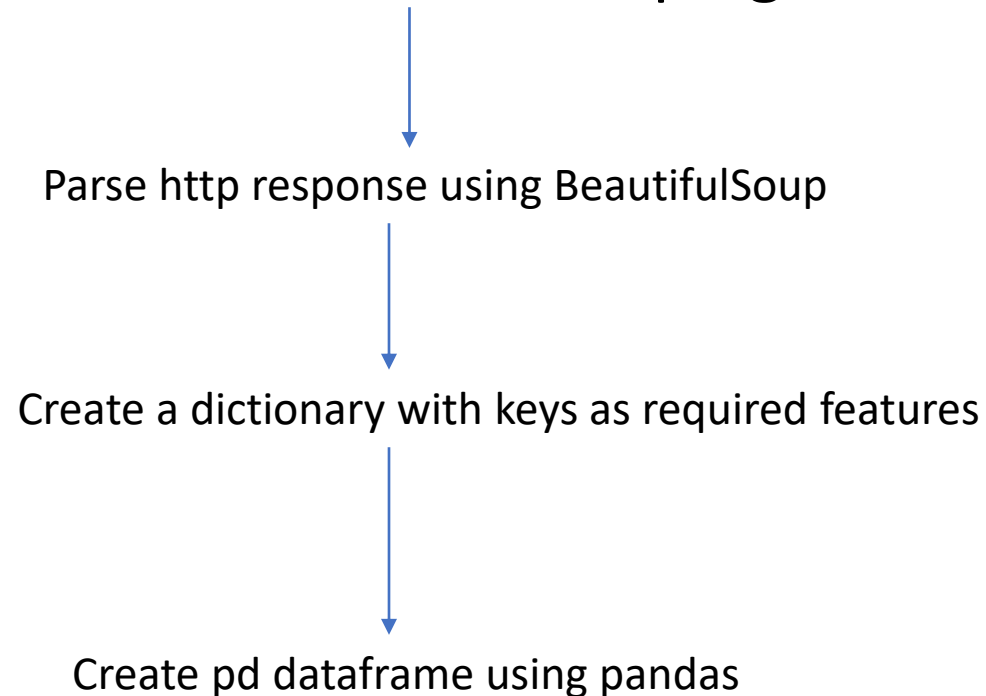 Parse http response using BeautifulSoup
Create a dictionary with keys as required features
Create pd dataframe using pandas